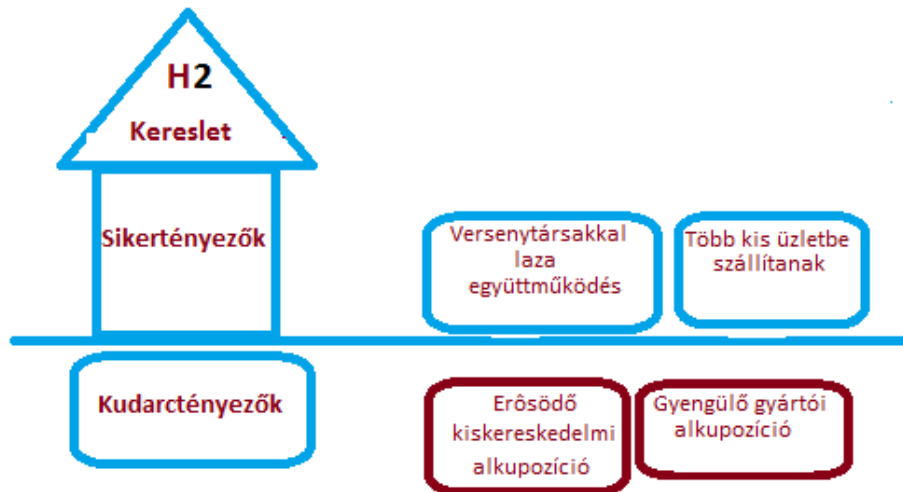 H2
Kereslet
Sikertényezők
Versenytársakkal
laza
együttműködés
Több kis üzletbe
szállítanak
Kudarctényezők
Erôsödő
kiskereskedelmi
alkupozíció
Gyengülő gyártói
alkupozíció